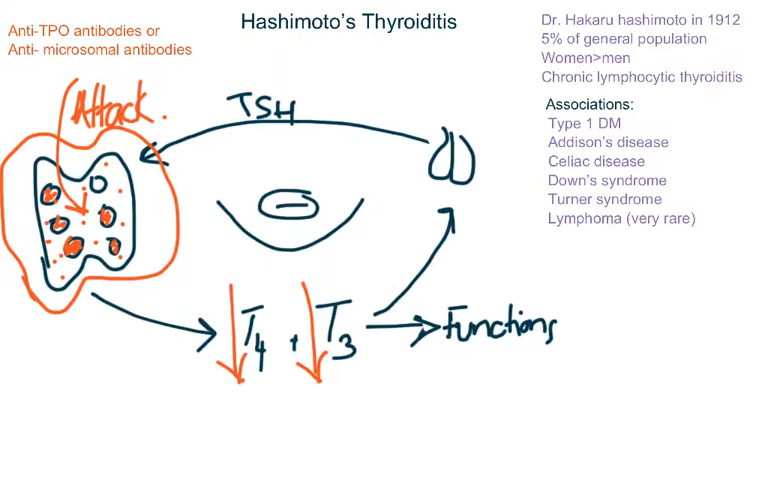 Hashimoto's Thyroiditis
Anti-TPO antibodies or
Anti- microsomal antibodies
Dr. Hakaru hashimoto in 1912
5% of general population
Women>men
Chronic lymphocytic thyroiditis
Associations:
Type 1 DM
Addison's disease
Celiac disease
Down's syndrome
Turner syndrome
Lymphoma (very rare)
Attack.
TSH
T4 + T3 → Functions